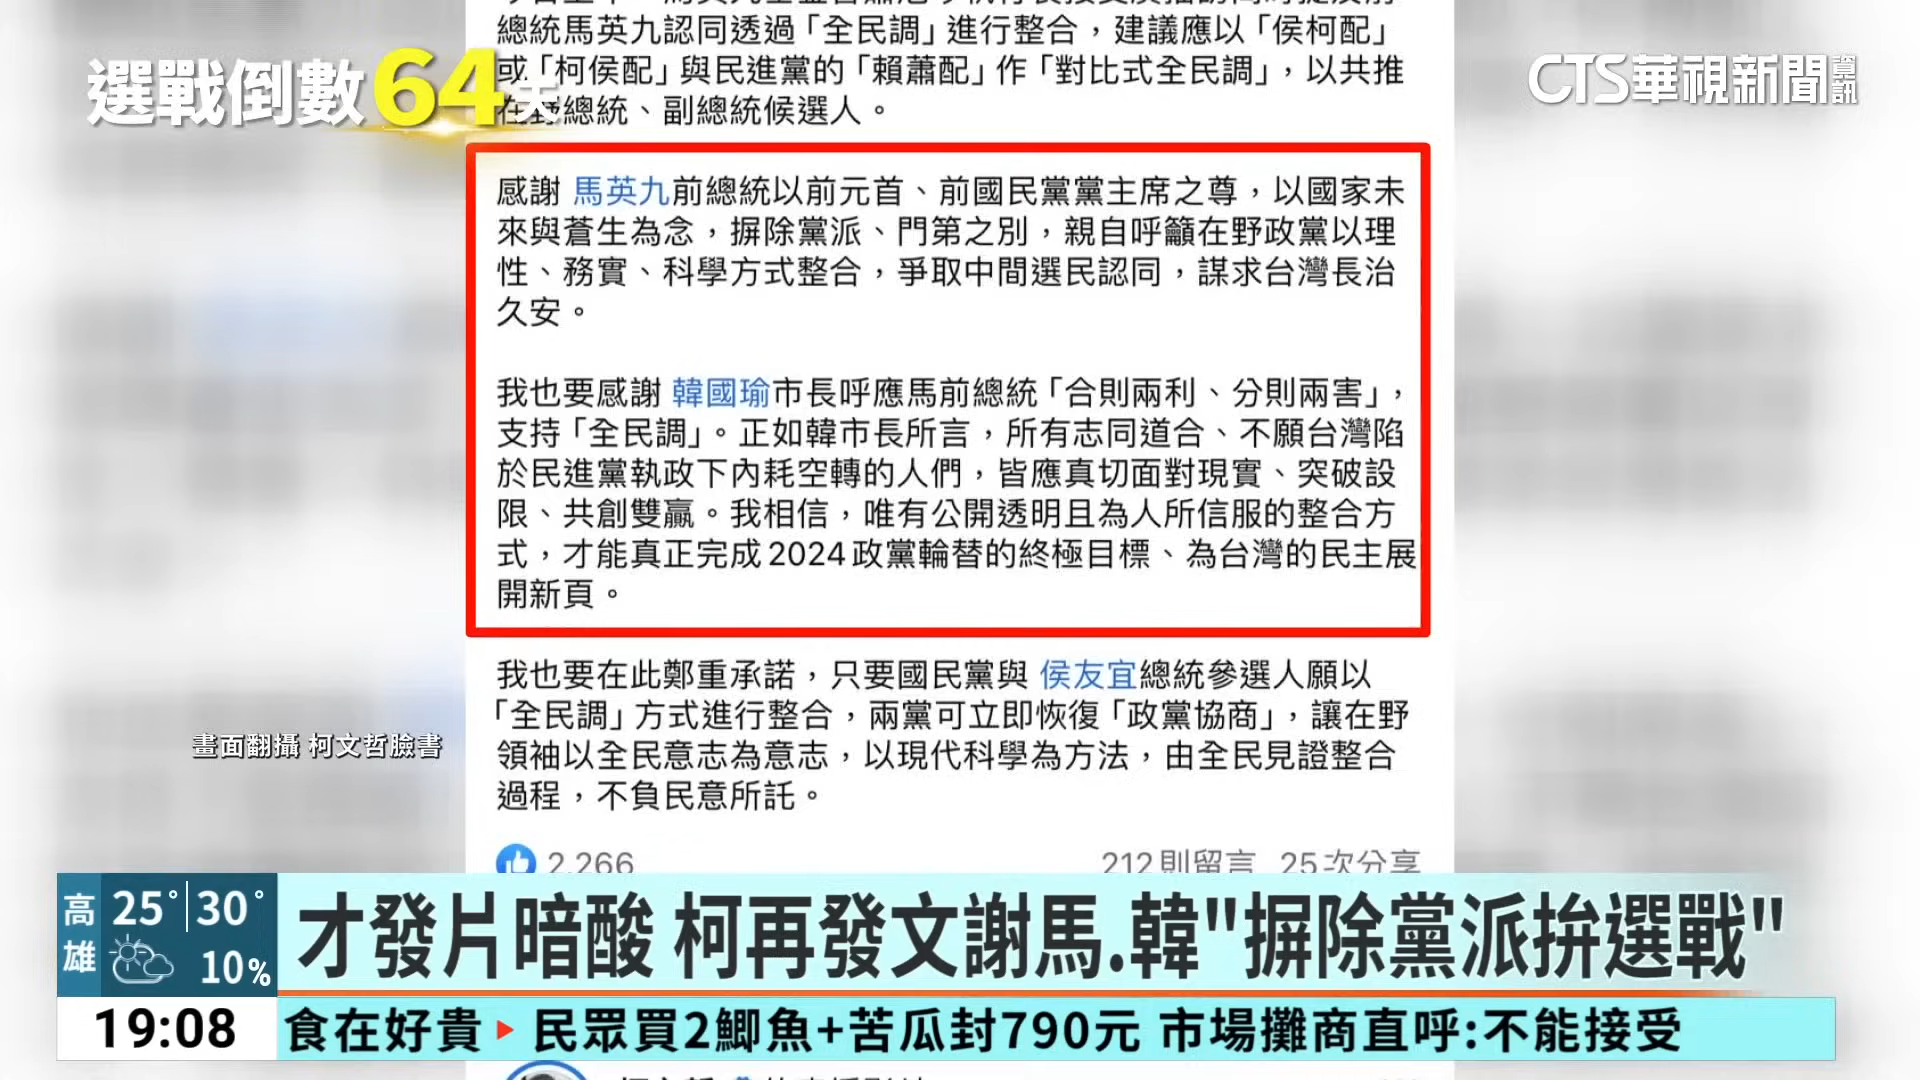 總統馬英九認同透過「全民調」進行整合，建議應以「侯柯配」
或「柯侯配」與民進黨的「賴蕭配」作「對比式全民調」，以共推
在野總統、副總統候選人。
選戰倒數64天
CTS華視新聞資訊
感謝 馬英九前總統以前元首、前國民黨黨主席之尊，以國家未
來與蒼生為念，摒除黨派、門第之別，親自呼籲在野政黨以理
性、務實、科學方式整合，爭取中間選民認同，謀求台灣長治
久安。
我也要感謝 韓國瑜市長呼應馬前總統「合則兩利、分則兩害」，
支持「全民調」。正如韓市長所言，所有志同道合、不願台灣陷
於民進黨執政下內耗空轉的人們，皆應真切面對現實、突破設
限、共創雙贏。我相信，唯有公開透明且為人所信服的整合方
式，才能真正完成2024政黨輪替的終極目標、為台灣的民主展
開新頁。
我也要在此鄭重承諾，只要國民黨與 侯友宜總統參選人願以
「全民調」方式進行整合，兩黨可立即恢復「政黨協商」，讓在野
領袖以全民意志為意志，以現代科學為方法，由全民見證整合
過程，不負民意所託。
畫面翻攝 柯文哲臉書
2,266
212則留言 25次分享
高雄 25° 30° 10%
才發片暗酸 柯再發文謝馬.韓"摒除黨派拚選戰"
19:08
食在好貴 民眾買2鯽魚+苦瓜封790元 市場攤商直呼:不能接受